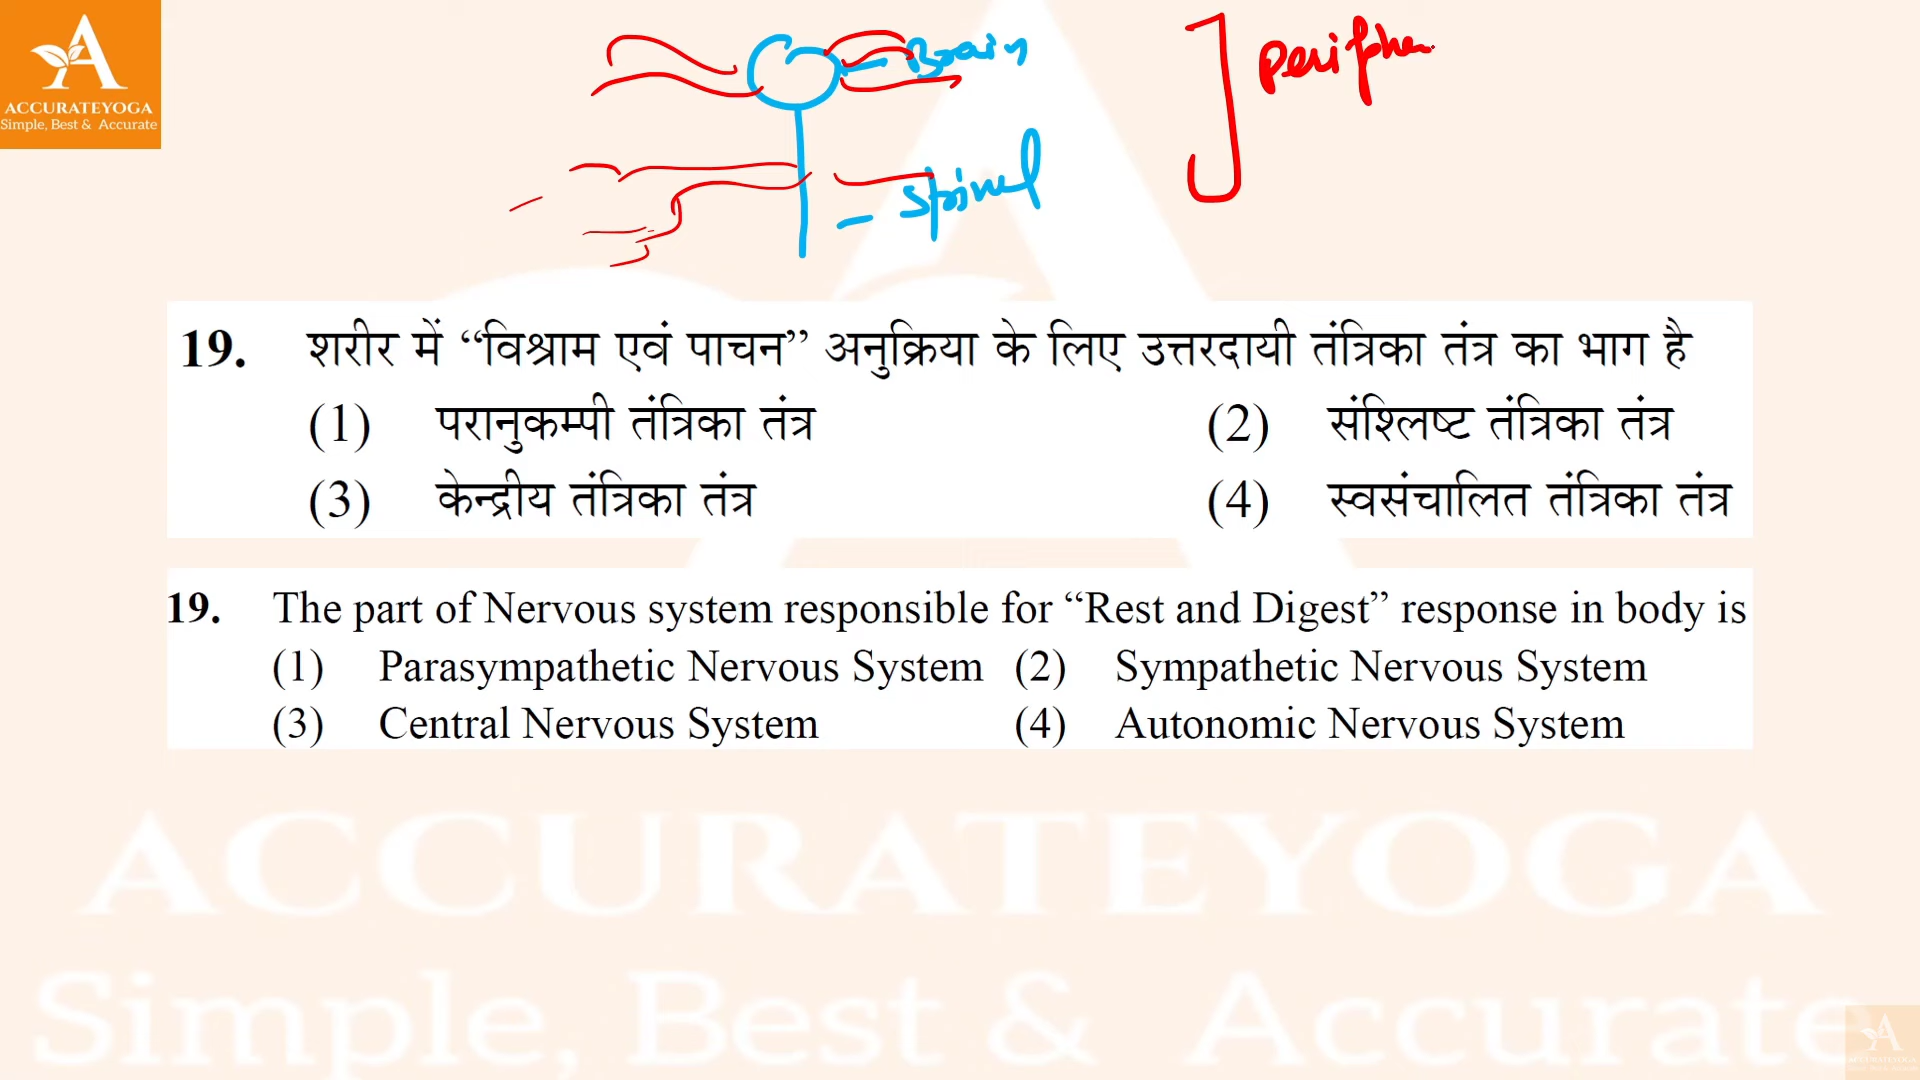 ACCURATEYOGA
Simple, Best & Accurate
Brain
Spinal
Periphe
19. शरीर में “विश्राम एवं पाचन” अनुक्रिया के लिए उत्तरदायी तंत्रिका तंत्र का भाग है
(1) परानुकम्पी तंत्रिका तंत्र (2) संश्लिष्ट तंत्रिका तंत्र
(3) केन्द्रीय तंत्रिका तंत्र (4) स्वसंचालित तंत्रिका तंत्र
19. The part of Nervous system responsible for “Rest and Digest” response in body is
(1) Parasympathetic Nervous System (2) Sympathetic Nervous System
(3) Central Nervous System (4) Autonomic Nervous System
ACCURATEYOGA
Simple, Best & Accurate
ACCURATEYOGA